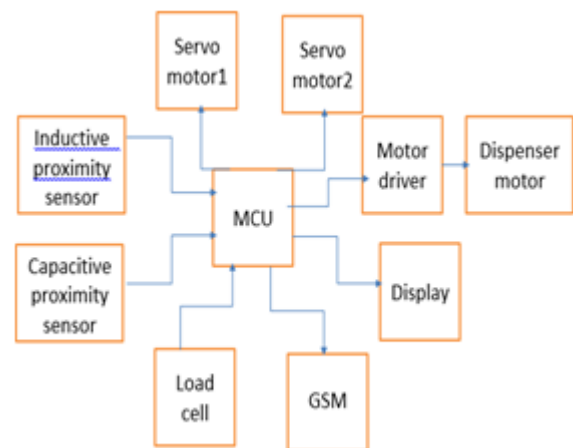 Servo
motor1
Servo
motor2
Inductive
proximity
sensor
Motor
driver
Dispenser
motor
MCU
Capacitive
proximity
sensor
Display
Load
cell
GSM